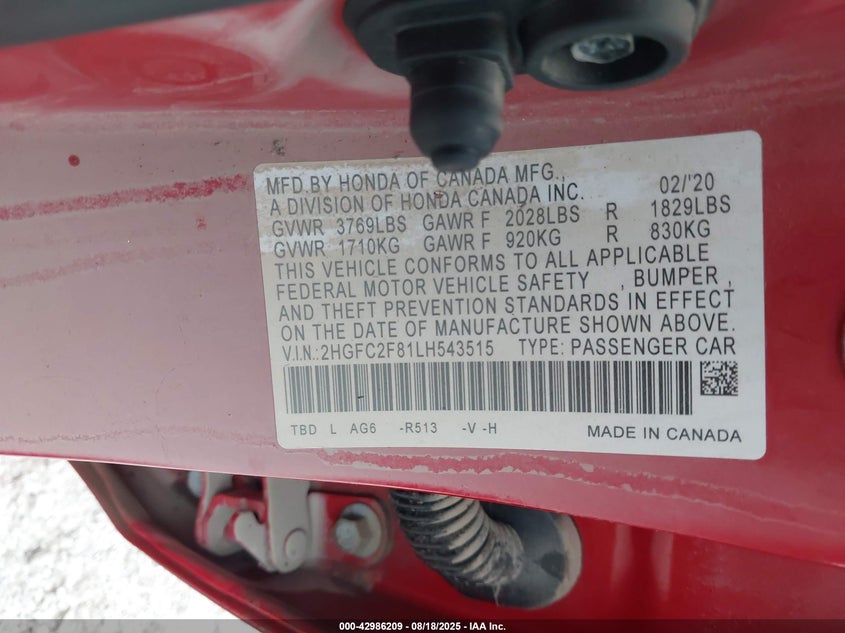 MFD.BY HONDA OF CANADA MFG., 02/'20
A DIVISION OF HONDA CANADA INC.
GVWR 3769LBS GAWR F 2028LBS R 1829LBS
GVWR 1710KG GAWR F 920KG R 830KG
THIS VEHICLE CONFORMS TO ALL APPLICABLE
FEDERAL MOTOR VEHICLE SAFETY , BUMPER ,
AND THEFT PREVENTION STANDARDS IN EFFECT
ON THE DATE OF MANUFACTURE SHOWN ABOVE.
V.I.N.:2HGFC2F81LH543515 TYPE: PASSENGER CAR
TBD L AG6 -R513 -V -H MADE IN CANADA
000-42986209 - 08/18/2025 - IAA Inc.